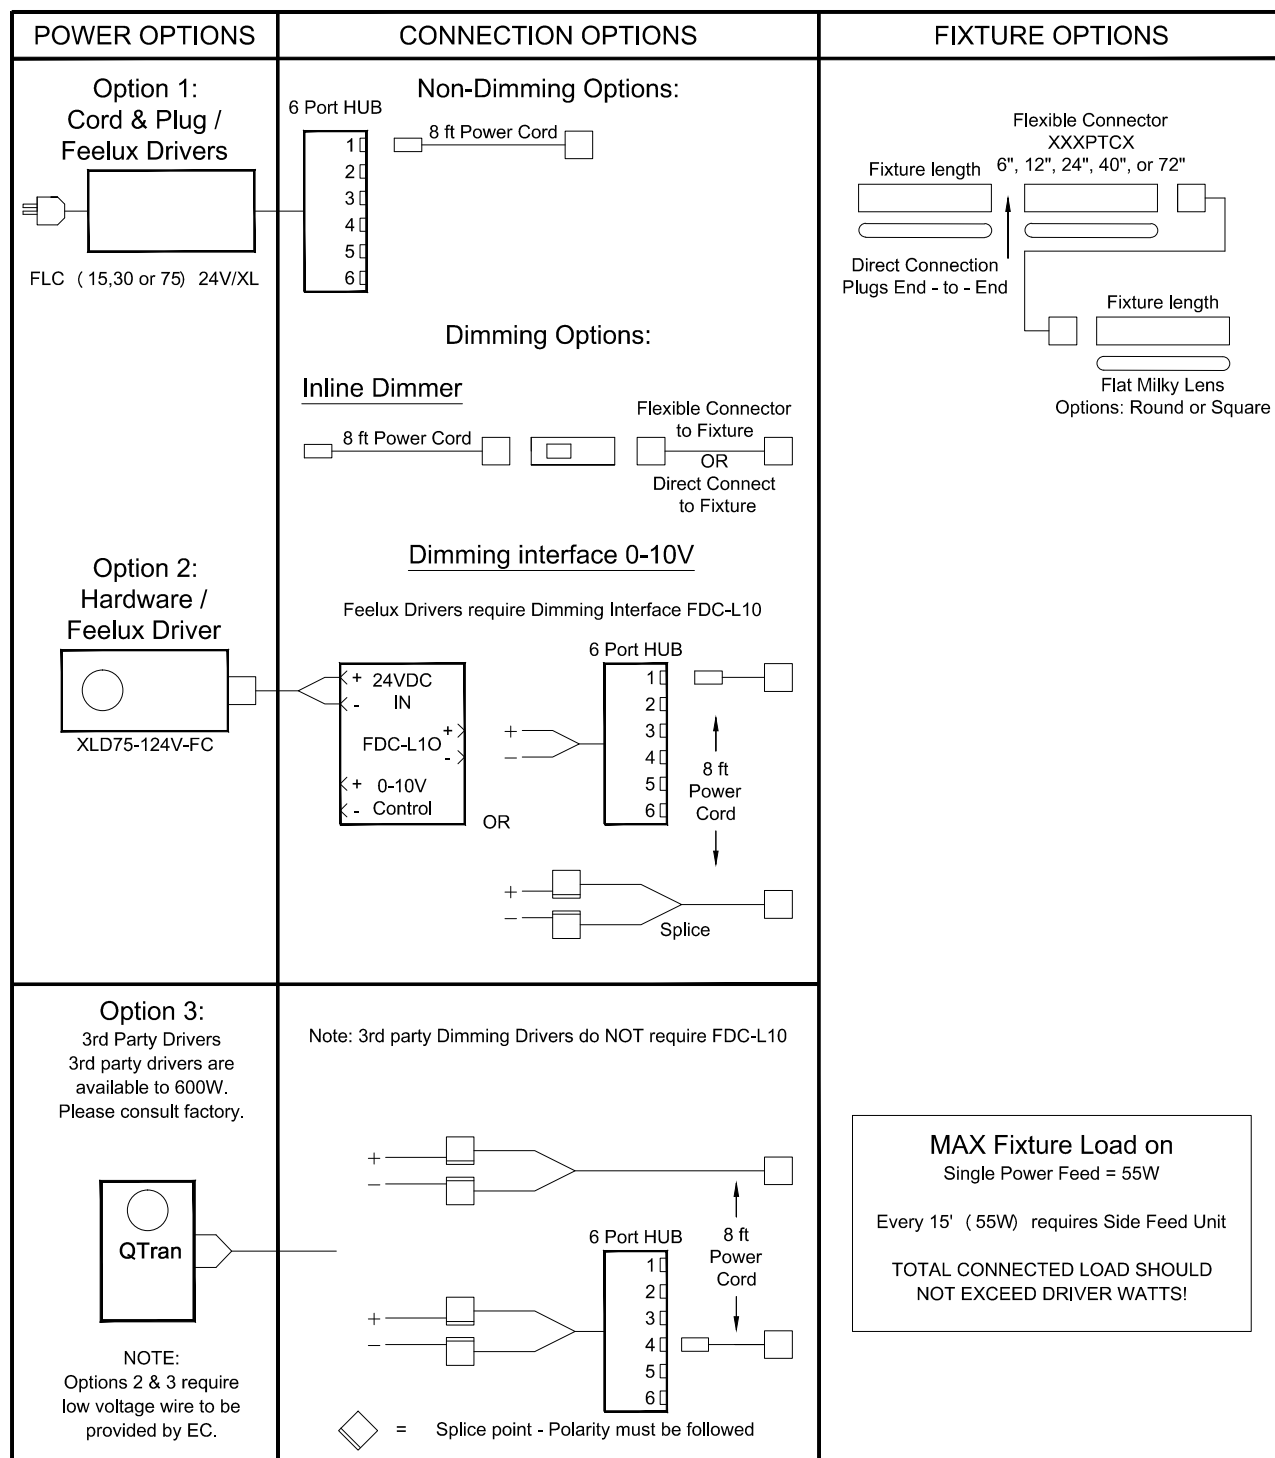 POWER OPTIONS
CONNECTION OPTIONS
FIXTURE OPTIONS
Option 1:
Cord & Plug /
Feelux Drivers
FLC ( 15,30 or 75) 24V/XL
Non-Dimming Options:
6 Port HUB
1
2
3
4
5
6
8 ft Power Cord
Dimming Options:
Inline Dimmer
8 ft Power Cord
Flexible Connector
to Fixture
OR
Direct Connect
to Fixture
Flexible Connector
XXXPTCX
6", 12", 24", 40", or 72"
Fixture length
Direct Connection
Plugs End - to - End
Fixture length
Flat Milky Lens
Options: Round or Square
Option 2:
Hardware /
Feelux Driver
XLD75-124V-FC
Dimming interface 0-10V
Feelux Drivers require Dimming Interface FDC-L10
+ 24VDC
- IN
+
FDC-L1O
-
+ 0-10V
- Control
OR
6 Port HUB
+
−
1
2
3
4
5
6
8 ft
Power
Cord
+
−
Splice
Option 3:
3rd Party Drivers
3rd party drivers are
available to 600W.
Please consult factory.
QTran
NOTE:
Options 2 & 3 require
low voltage wire to be
provided by EC.
Note: 3rd party Dimming Drivers do NOT require FDC-L10
+
−
6 Port HUB
+
−
1
2
3
4
5
6
8 ft
Power
Cord
= Splice point - Polarity must be followed
MAX Fixture Load on
Single Power Feed = 55W
Every 15' ( 55W) requires Side Feed Unit
TOTAL CONNECTED LOAD SHOULD
NOT EXCEED DRIVER WATTS!